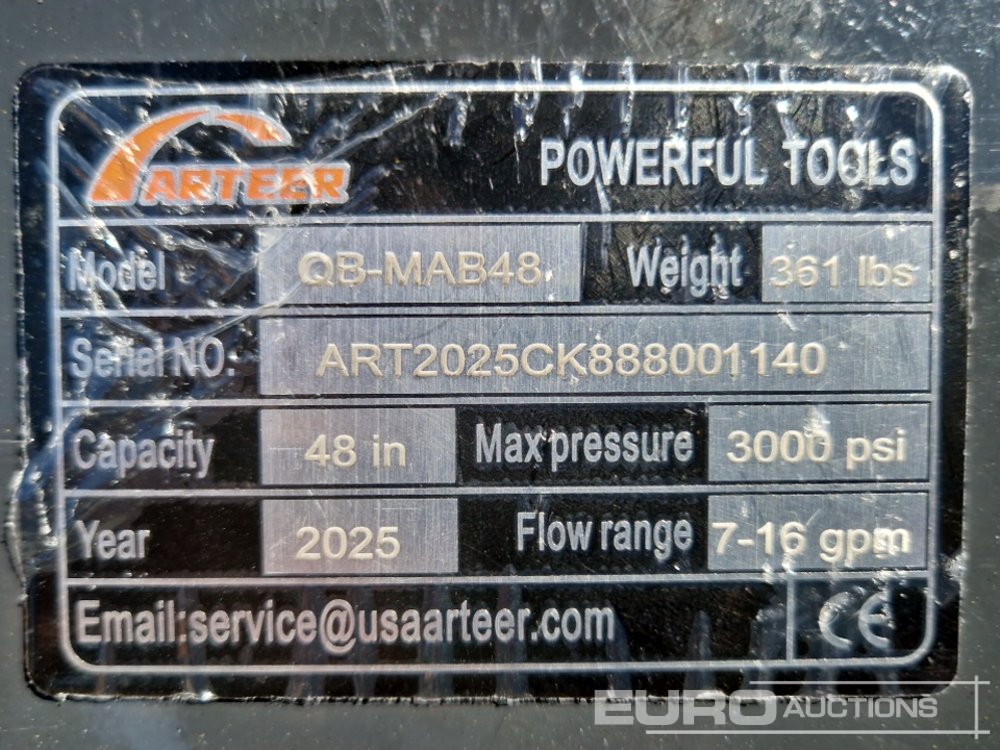 ARTEER POWERFUL TOOLS
Model QB-MAB48 Weight 361 lbs
Serial NO. ART2025CK888001140
Capacity 48 in Max pressure 3000 psi
Year 2025 Flow range 7-16 gpm
Email:service@usaarteer.com CE
EURO AUCTIONS